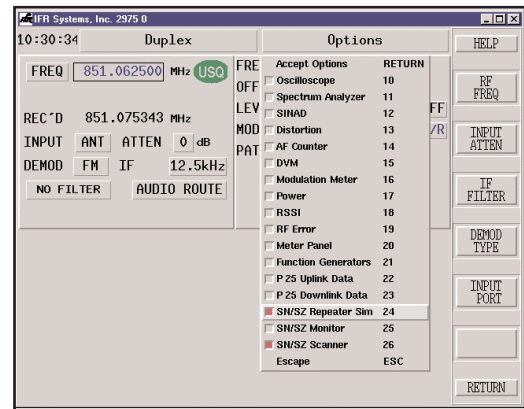 IFR Systems, Inc. 2975 0
10:30:34 Duplex Options
FREQ 851.062500 MHz USQ
REC'D 851.075343 MHz
INPUT ANT ATTEN 0 dB
DEMOD FM IF 12.5kHz
NO FILTER AUDIO ROUTE
FRE
OFF
LEV
MOD
PAT
FF
/R
Accept Options RETURN
Oscilloscope 10
Spectrum Analyzer 11
SINAD 12
Distortion 13
AF Counter 14
DVM 15
Modulation Meter 16
Power 17
RSSI 18
RF Error 19
Meter Panel 20
Function Generators 21
P 25 Uplink Data 22
P 25 Downlink Data 23
SN/SZ Repeater Sim 24
SN/SZ Monitor 25
SN/SZ Scanner 26
Escape ESC
HELP
RF
FREQ
INPUT
ATTEN
IF
FILTER
DEMOD
TYPE
INPUT
PORT
RETURN